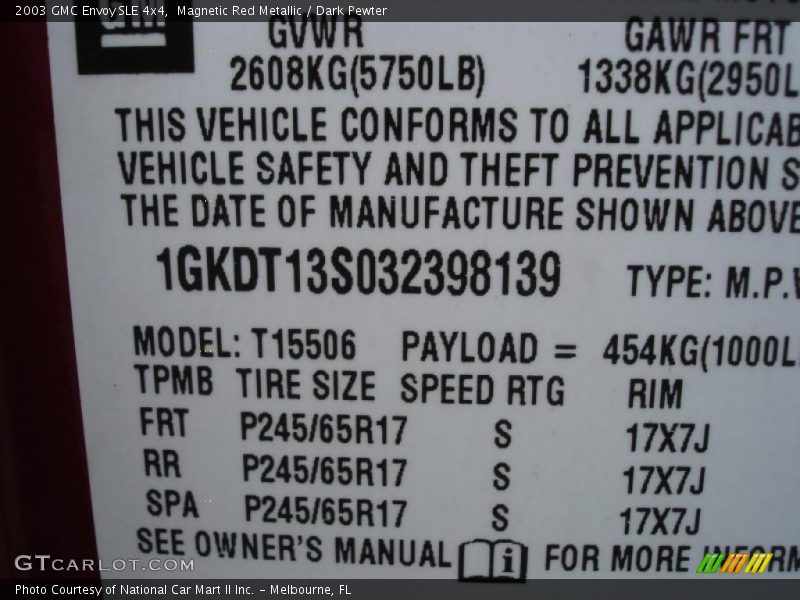 2003 GMC Envoy SLE 4x4, Magnetic Red Metallic / Dark Pewter
GM
GVWR GAWR FRT
2608KG(5750LB) 1338KG(2950L
THIS VEHICLE CONFORMS TO ALL APPLICAB
VEHICLE SAFETY AND THEFT PREVENTION S
THE DATE OF MANUFACTURE SHOWN ABOVE
1GKDT13S032398139 TYPE: M.P.V
MODEL: T15506 PAYLOAD = 454KG(1000L
TPMB TIRE SIZE SPEED RTG RIM
FRT P245/65R17 S 17X7J
RR P245/65R17 S 17X7J
SPA P245/65R17 S 17X7J
SEE OWNER'S MANUAL i FOR MORE INFORM
GTCARLOT.COM
Photo Courtesy of National Car Mart II Inc. – Melbourne, FL